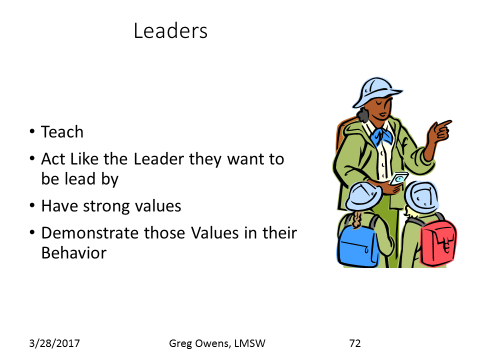 Leaders
• Teach
• Act Like the Leader they want to
be lead by
• Have strong values
• Demonstrate those Values in their
Behavior
3/28/2017
Greg Owens, LMSW
72